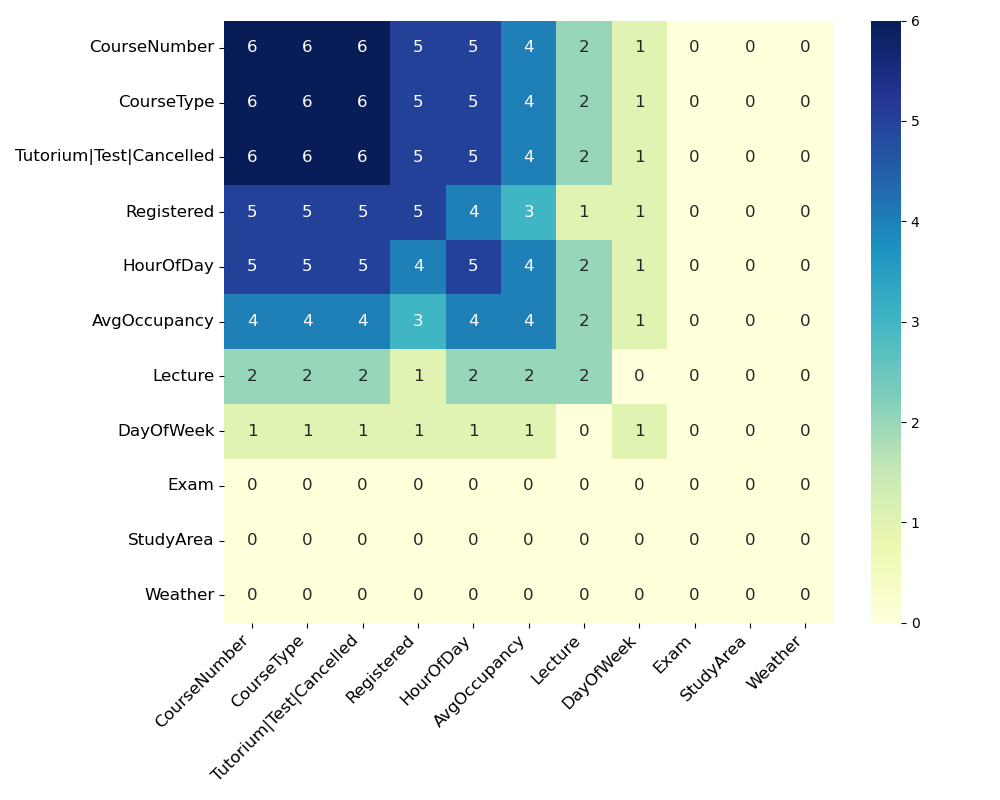 CourseNumber 6 6 6 5 5 4 2 1 0 0 0
CourseType 6 6 6 5 5 4 2 1 0 0 0
Tutorium|Test|Cancelled 6 6 6 5 5 4 2 1 0 0 0
Registered 5 5 5 5 4 3 1 1 0 0 0
HourOfDay 5 5 5 4 5 4 2 1 0 0 0
AvgOccupancy 4 4 4 3 4 4 2 1 0 0 0
Lecture 2 2 2 1 2 2 2 0 0 0 0
DayOfWeek 1 1 1 1 1 1 0 1 0 0 0
Exam 0 0 0 0 0 0 0 0 0 0 0
StudyArea 0 0 0 0 0 0 0 0 0 0 0
Weather 0 0 0 0 0 0 0 0 0 0 0
CourseNumber
CourseType
Tutorium|Test|Cancelled
Registered
HourOfDay
AvgOccupancy
Lecture
DayOfWeek
Exam
StudyArea
Weather
6
5
4
3
2
1
0